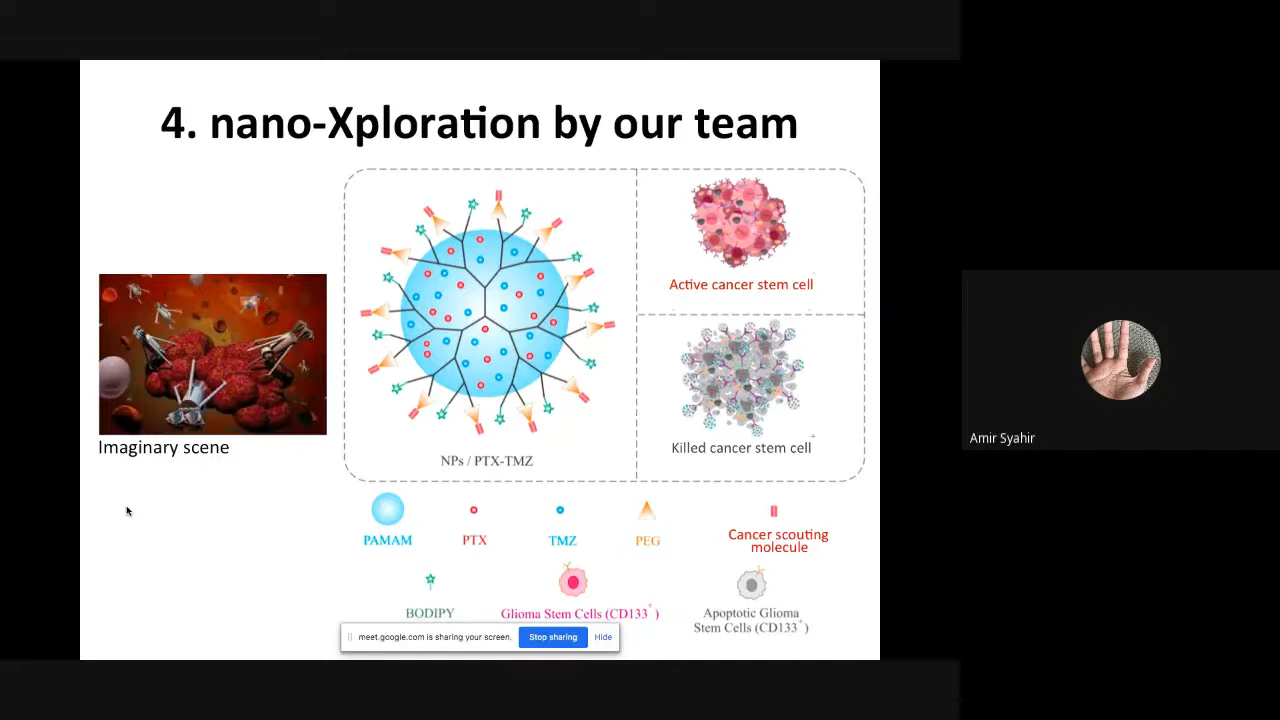 4. nano-Xploration by our team
Imaginary scene
NPs / PTX-TMZ
Active cancer stem cell
Killed cancer stem cell
PAMAM
PTX
TMZ
PEG
Cancer scouting
molecule
BODIPY
Glioma Stem Cells (CD133+)
Apoptotic Glioma
Stem Cells (CD133+)
meet.google.com is sharing your screen.
Stop sharing
Hide
Amir Syahir